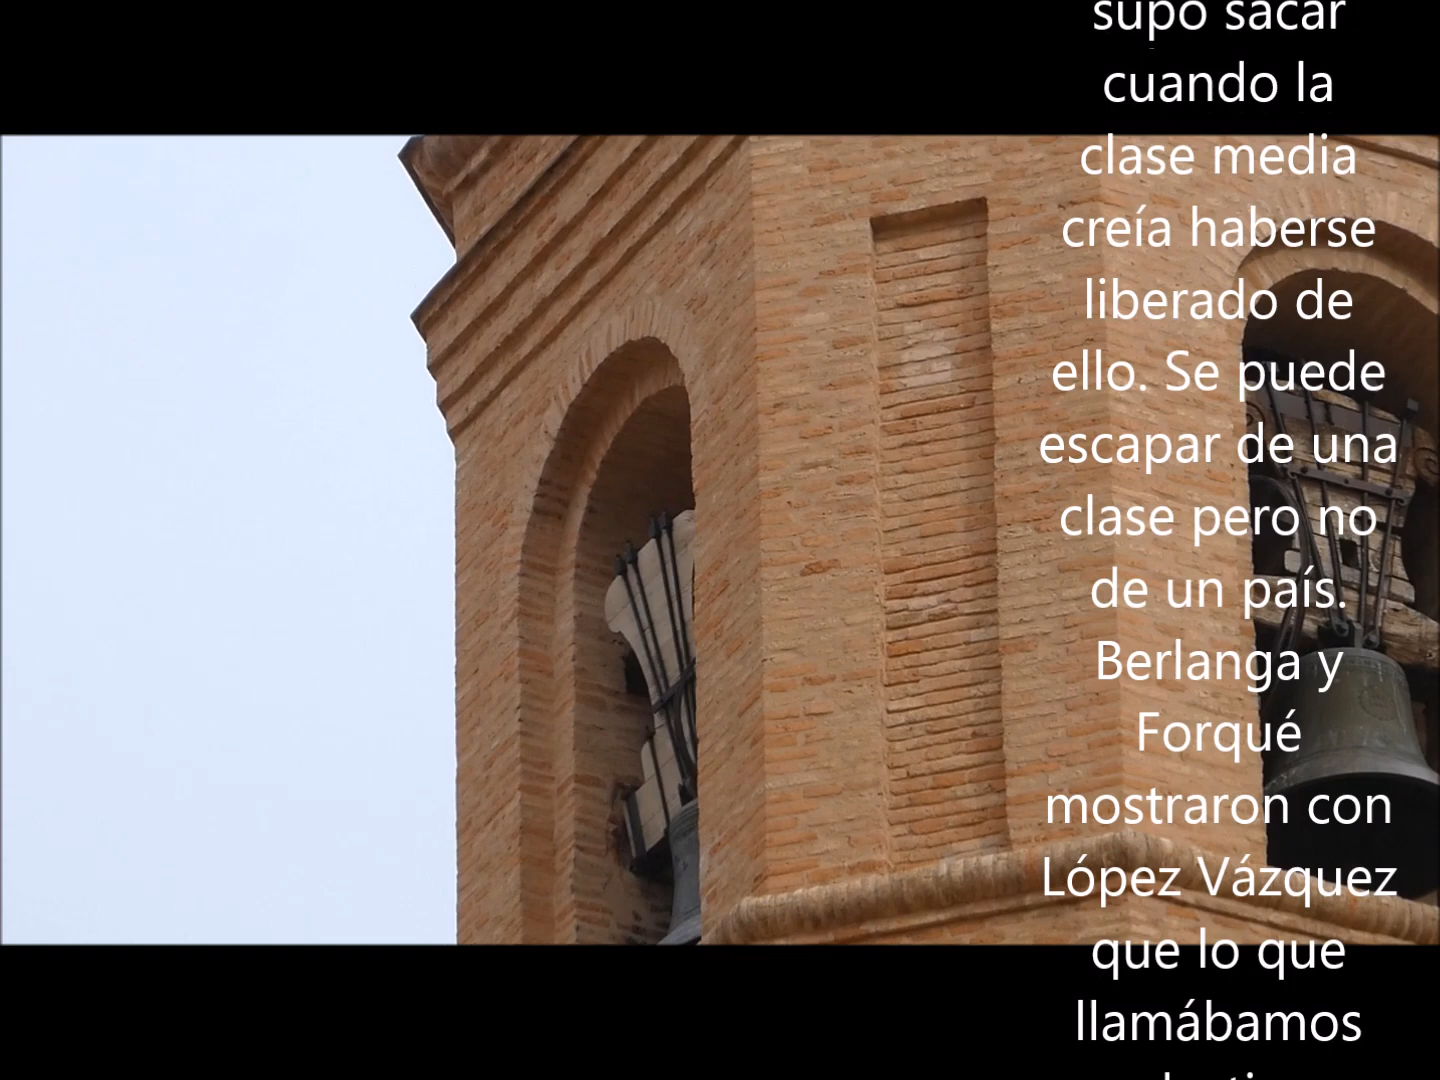 supo sacar
cuando la
clase media
creía haberse
liberado de
ello. Se puede
escapar de una
clase pero no
de un país.
Berlanga y
Forqué
mostraron con
López Vázquez
que lo que
llamábamos